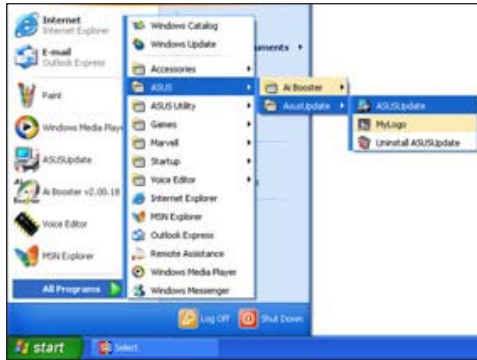 Internet
Internet Explorer
E-mail
Outlook Express
Paint
Windows Media Play
ASUSUpdate
Ai Booster v2.00.18
Voice Editor
MSN Explorer
All Programs
Windows Catalog
Windows Update
Accessories
ASUS
ASUS Utility
Games
Marvell
Startup
Voice Editor
Internet Explorer
MSN Explorer
Outlook Express
Remote Assistance
Windows Media Player
Windows Messenger
uments
Ai Booster
AsusUpdate
ASUSUpdate
MyLogo
Uninstall ASUSUpdate
Log Off
Shut Down
start
Select